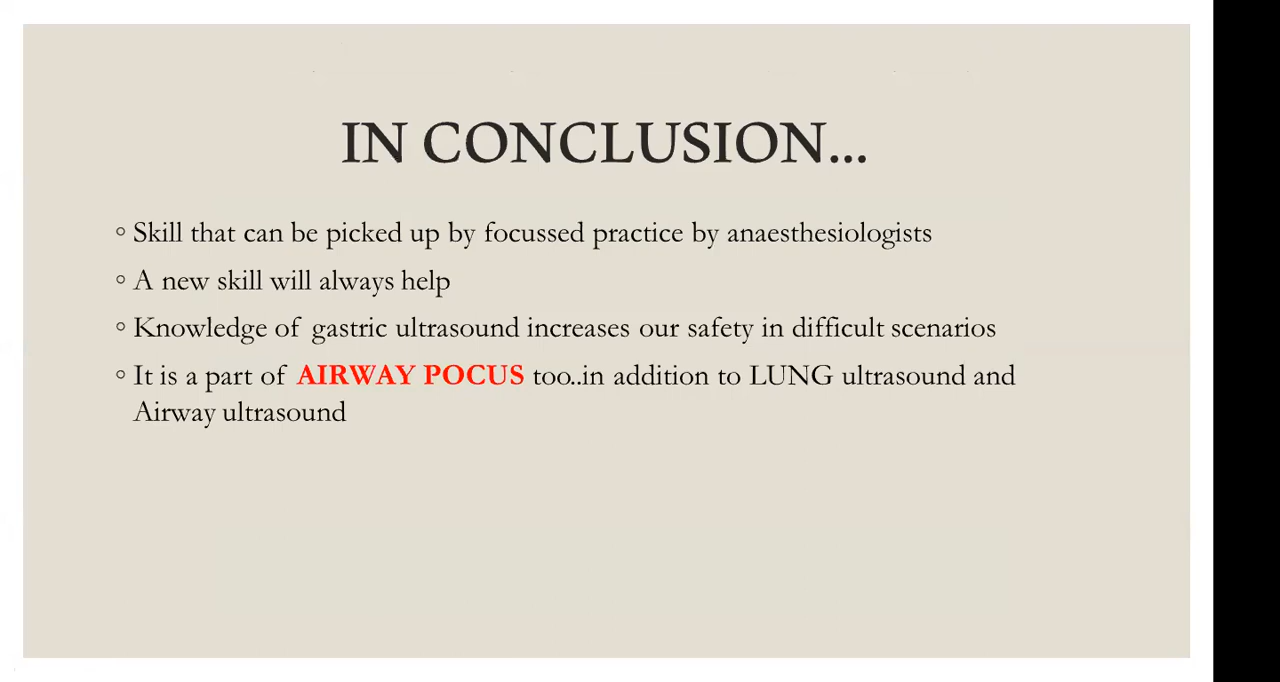 IN CONCLUSION...
◦ Skill that can be picked up by focussed practice by anaesthesiologists
◦ A new skill will always help
◦ Knowledge of gastric ultrasound increases our safety in difficult scenarios
◦ It is a part of AIRWAY POCUS too..in addition to LUNG ultrasound and
Airway ultrasound